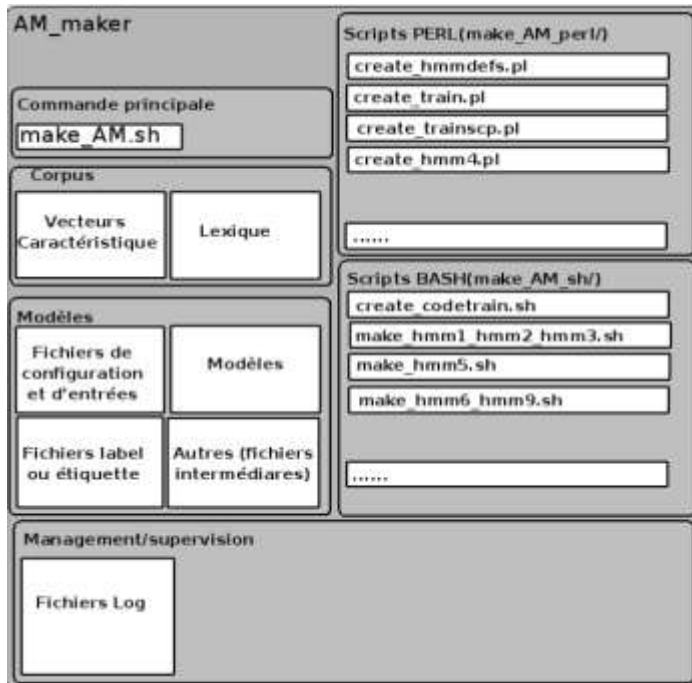 AM_maker
Commande principale
make_AM.sh
Corpus
Vecteurs
Caractéristique
Lexique
Modèles
Fichiers de
configuration
et d'entrées
Modèles
Fichiers label
ou étiquette
Autres (fichiers
intermédiares)
Scripts PERL(make_AM_perl/)
create_hmmdefs.pl
create_train.pl
create_trainscp.pl
create_hmm4.pl
......
Scripts BASH(make_AM_sh/)
create_codetrain.sh
make_hmm1_hmm2_hmm3.sh
make_hmm5.sh
make_hmm6_hmm9.sh
......
Management/supervision
Fichiers Log